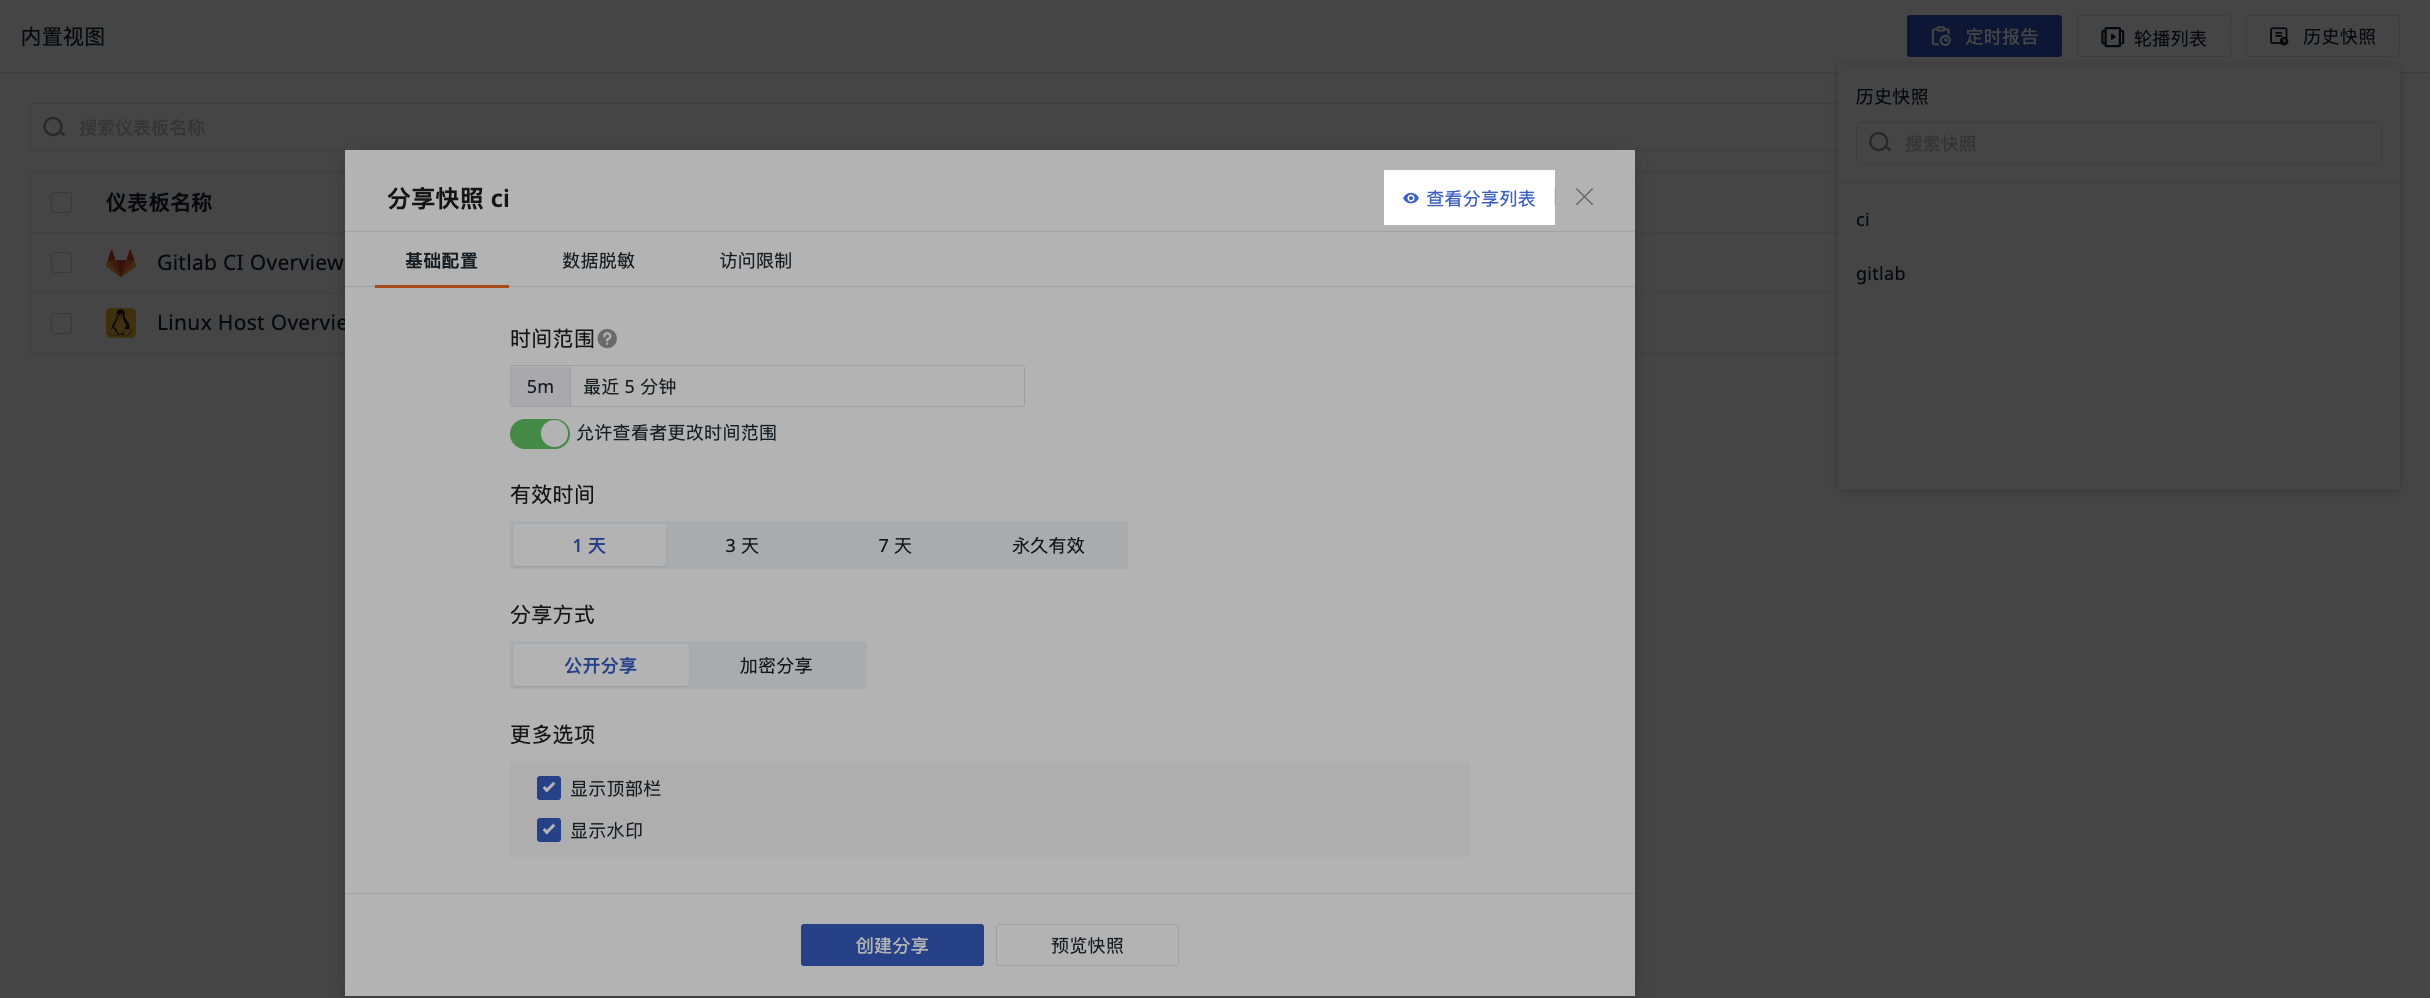 内置视图
定时报告
轮播列表
历史快照
搜索仪表板名称
仪表板名称
Gitlab CI Overview
Linux Host Overvie
历史快照
搜索快照
ci
gitlab
分享快照 ci
查看分享列表
基础配置
数据脱敏
访问限制
时间范围
5m
最近 5 分钟
允许查看者更改时间范围
有效时间
1 天
3 天
7 天
永久有效
分享方式
公开分享
加密分享
更多选项
显示顶部栏
显示水印
创建分享
预览快照